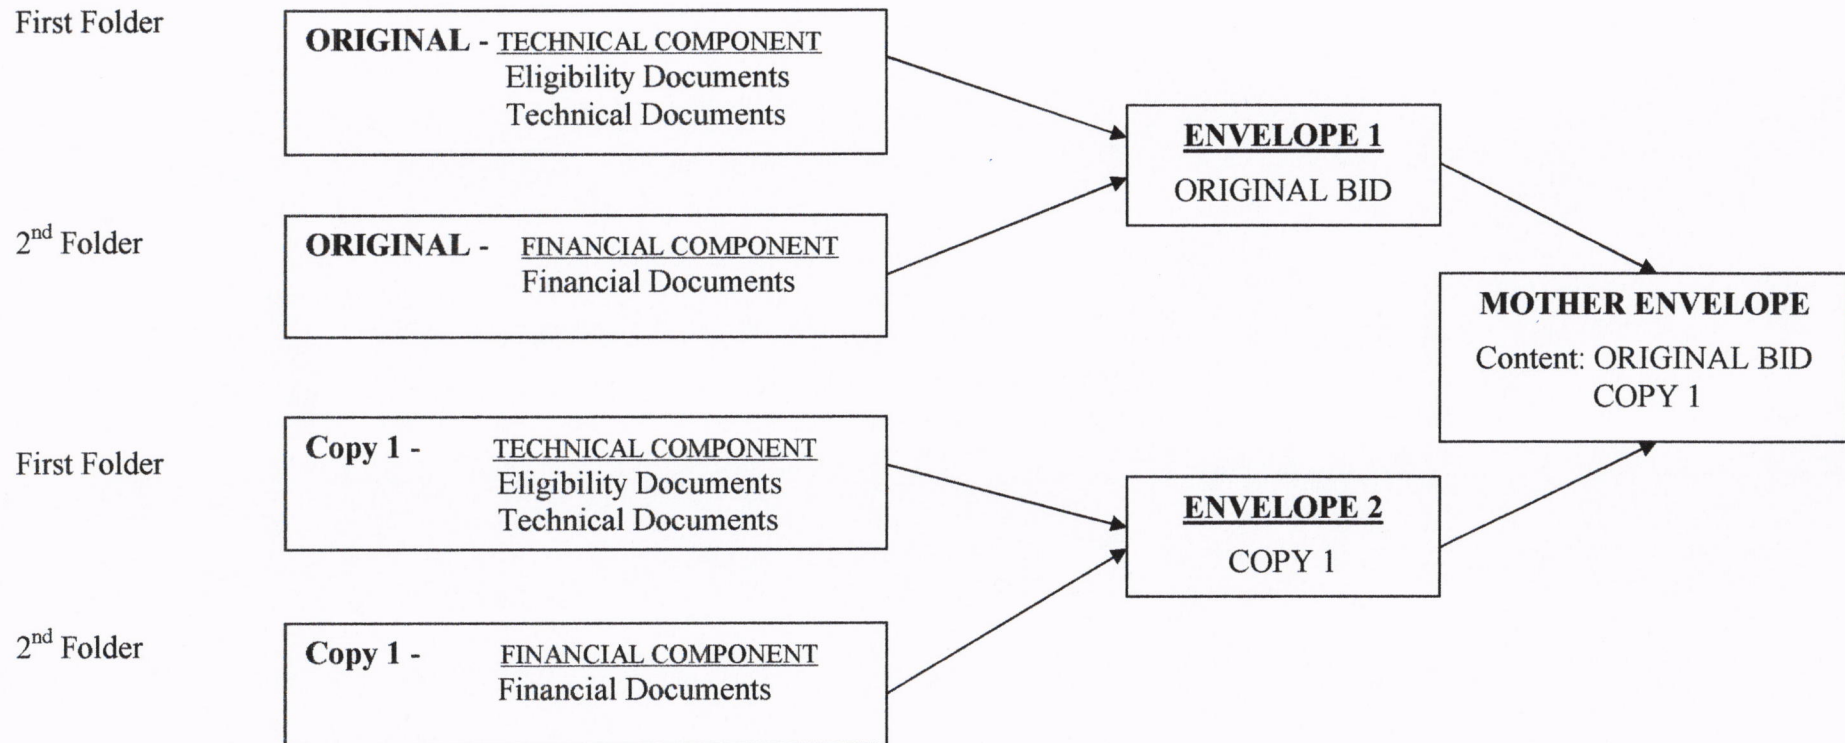 First Folder
ORIGINAL - TECHNICAL COMPONENT
Eligibility Documents
Technical Documents
2nd Folder
ORIGINAL - FINANCIAL COMPONENT
Financial Documents
First Folder
Copy 1 - TECHNICAL COMPONENT
Eligibility Documents
Technical Documents
2nd Folder
Copy 1 - FINANCIAL COMPONENT
Financial Documents
ENVELOPE 1
ORIGINAL BID
ENVELOPE 2
COPY 1
MOTHER ENVELOPE
Content: ORIGINAL BID
COPY 1